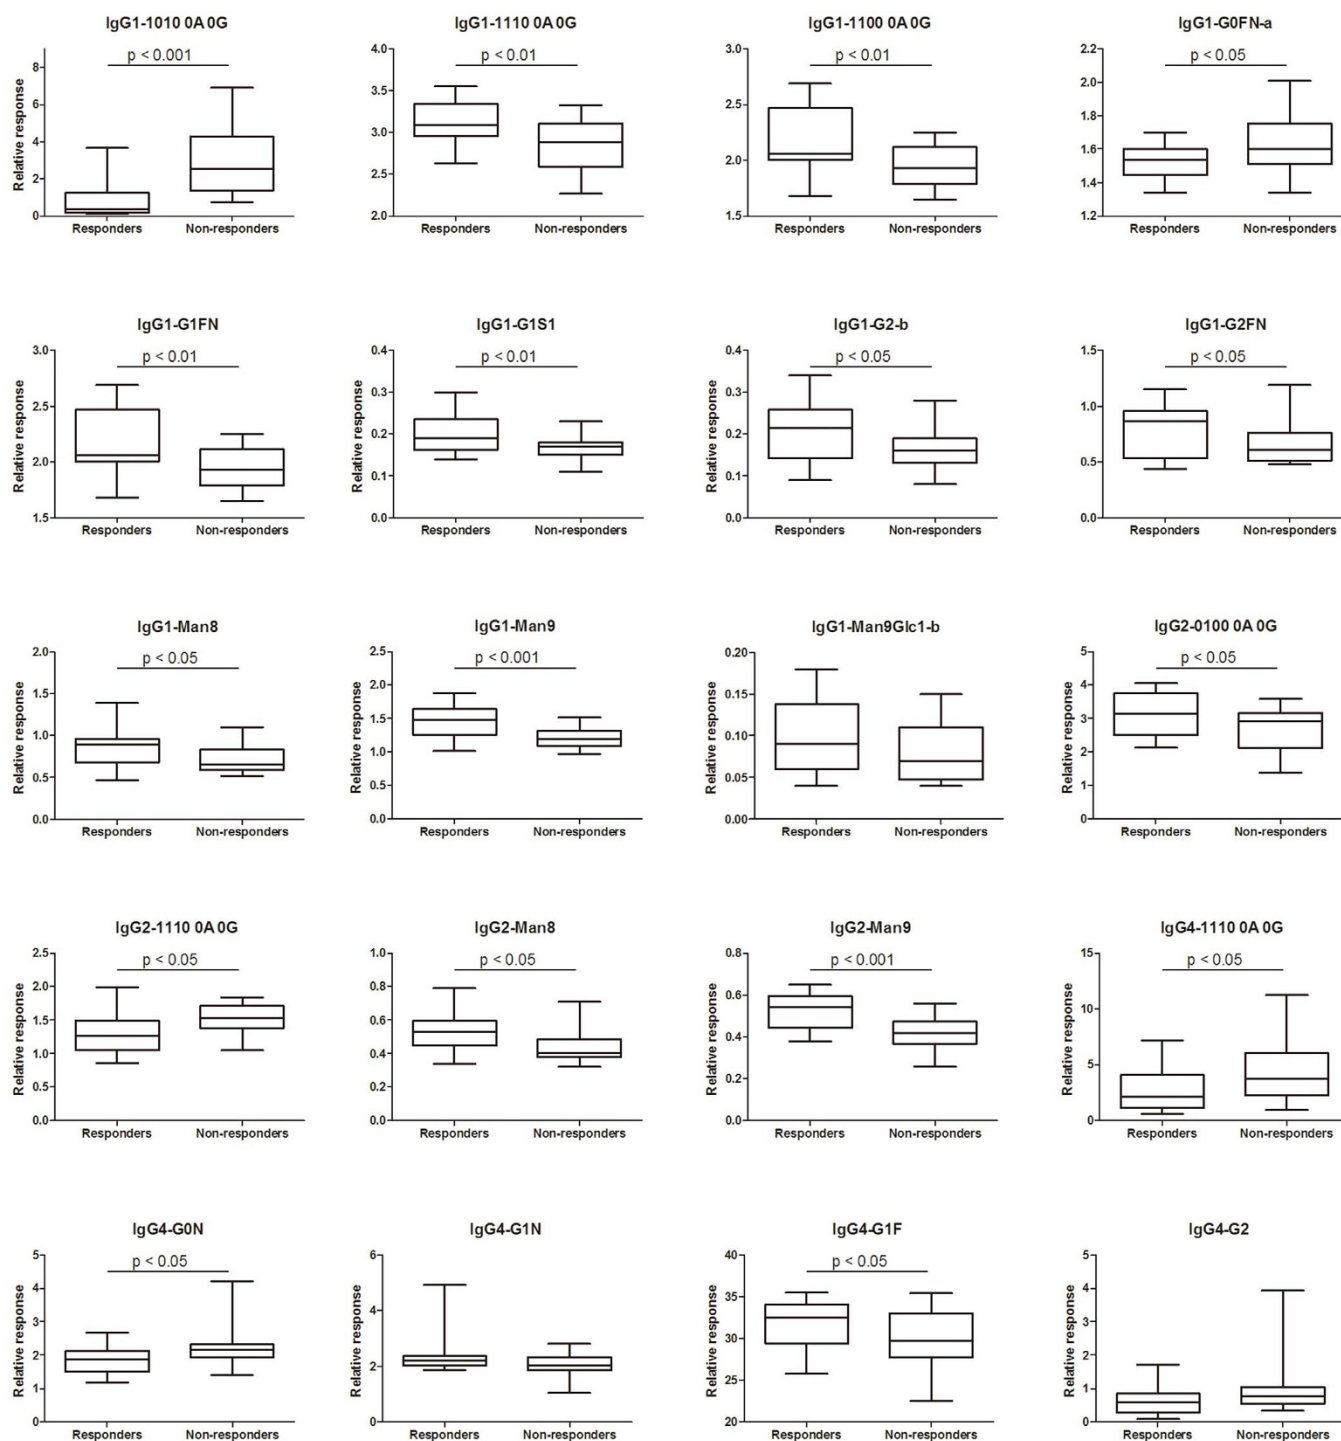 IgG1-1010 0A0G
p < 0.001
Relative response
8
6
4
2
0
Responders Non-responders
IgG1-1110 0A0G
p < 0.01
Relative response
4.0
3.5
3.0
2.5
2.0
Responders Non-responders
IgG1-1100 0A0G
p < 0.01
Relative response
3.0
2.5
2.0
1.5
Responders Non-responders
IgG1-G0FN-a
p < 0.05
Relative response
2.2
2.0
1.8
1.6
1.4
1.2
Responders Non-responders
IgG1-G1FN
p < 0.01
Relative response
3.0
2.5
2.0
1.5
Responders Non-responders
IgG1-G1S1
p < 0.01
Relative response
0.4
0.3
0.2
0.1
0.0
Responders Non-responders
IgG1-G2-b
p < 0.05
Relative response
0.4
0.3
0.2
0.1
0.0
Responders Non-responders
IgG1-G2FN
p < 0.05
Relative response
1.5
1.0
0.5
0.0
Responders Non-responders
IgG1-Man8
p < 0.05
Relative response
2.0
1.5
1.0
0.5
0.0
Responders Non-responders
IgG1-Man9
p < 0.001
Relative response
2.5
2.0
1.5
1.0
0.5
0.0
Responders Non-responders
IgG1-Man9Glc1-b
Relative response
0.20
0.15
0.10
0.05
0.00
Responders Non-responders
IgG2-0100 0A0G
p < 0.05
Relative response
5
4
3
2
1
0
Responders Non-responders
IgG2-1110 0A0G
p < 0.05
Relative response
2.5
2.0
1.5
1.0
0.5
0.0
Responders Non-responders
IgG2-Man8
p < 0.05
Relative response
1.0
0.8
0.6
0.4
0.2
0.0
Responders Non-responders
IgG2-Man9
p < 0.001
Relative response
0.8
0.6
0.4
0.2
0.0
Responders Non-responders
IgG4-1110 0A0G
p < 0.05
Relative response
15
10
5
0
Responders Non-responders
IgG4-G0N
p < 0.05
Relative response
5
4
3
2
1
0
Responders Non-responders
IgG4-G1N
Relative response
6
4
2
0
Responders Non-responders
IgG4-G1F
p < 0.05
Relative response
40
35
30
25
20
Responders Non-responders
IgG4-G2
Relative response
5
4
3
2
1
0
Responders Non-responders